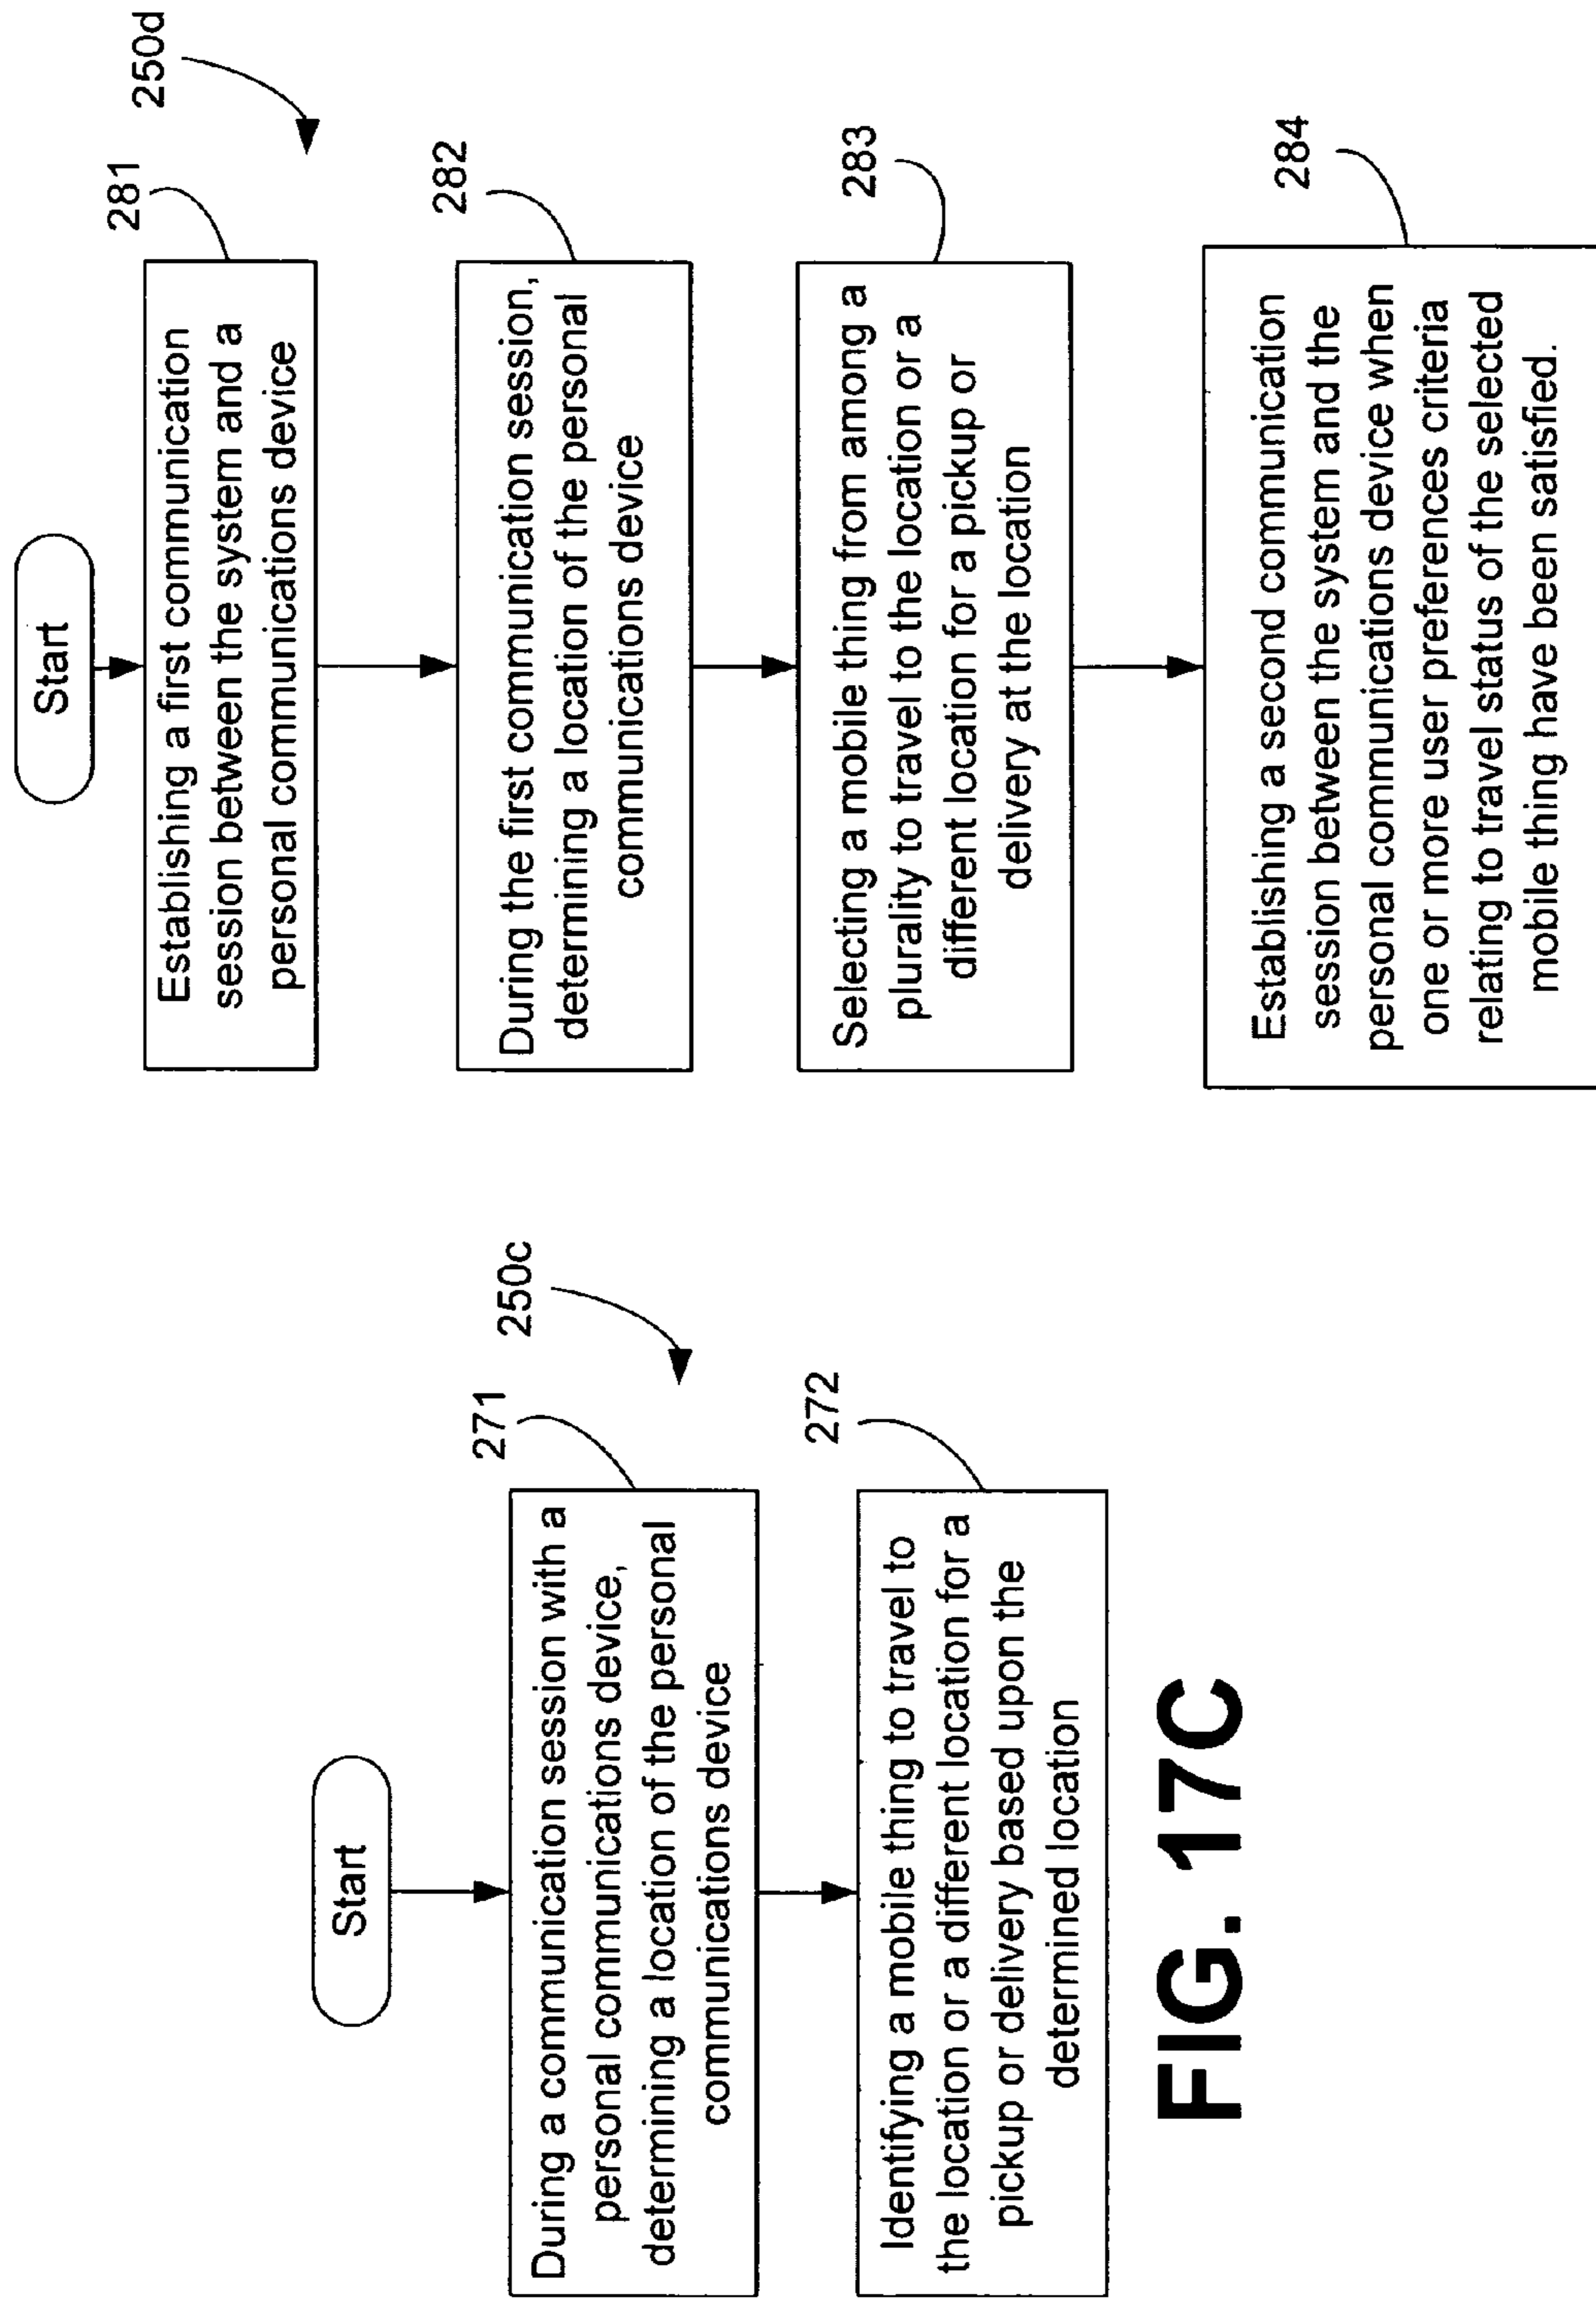 Start
271
250c
During a communication session with a
personal communications device,
determining a location of the personal
communications device
272
Identifying a mobile thing to travel to
the location or a different location for a
pickup or delivery based upon the
determined location
FIG. 17C
Start
281
250d
Establishing a first communication
session between the system and a
personal communications device
282
During the first communication session,
determining a location of the personal
communications device
283
Selecting a mobile thing from among a
plurality to travel to the location or a
different location for a pickup or
delivery at the location
284
Establishing a second communication
session between the system and the
personal communications device when
one or more user preferences criteria
relating to travel status of the selected
mobile thing have been satisfied.